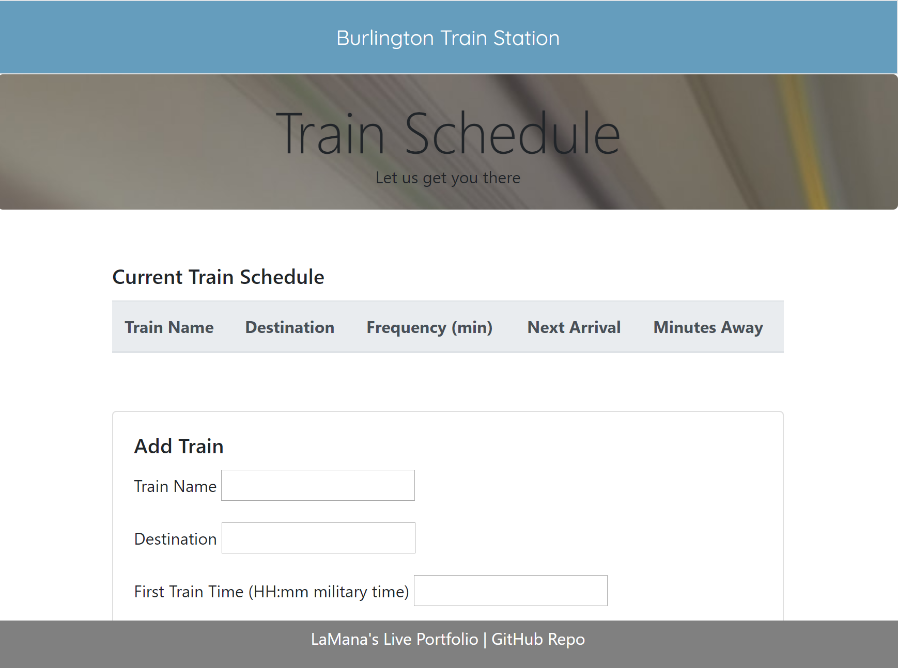 Burlington Train Station
Train Schedule
Let us get you there
Current Train Schedule
Train Name Destination Frequency (min) Next Arrival Minutes Away
Add Train
Train Name
Destination
First Train Time (HH:mm military time)
LaMana's Live Portfolio | GitHub Repo